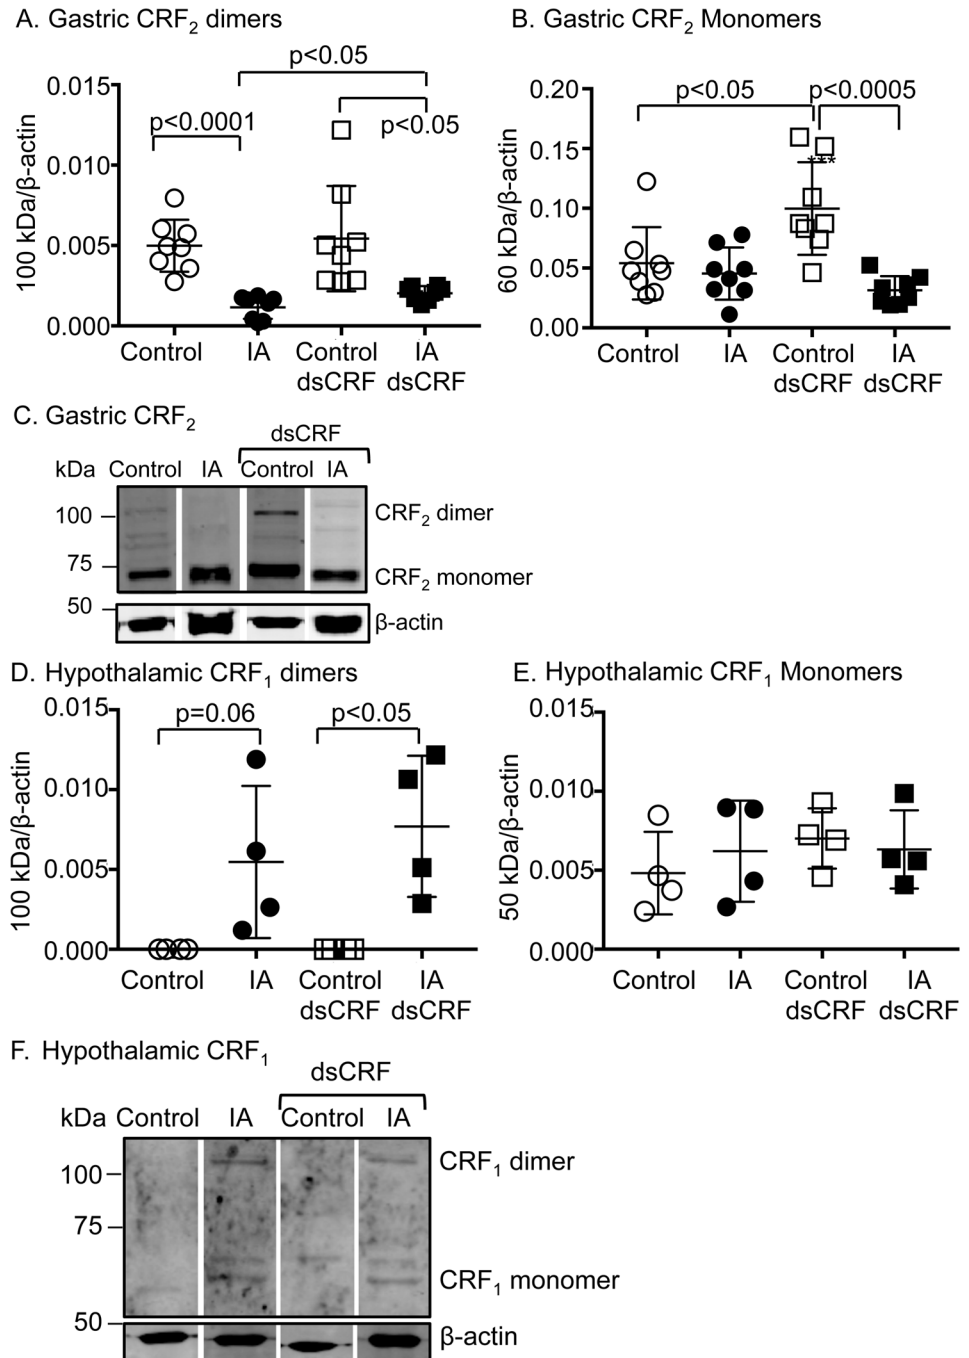 A. Gastric CRF2 dimers
p<0.05
0.015
p<0.0001
p<0.05
0.010
0.005
0.000
100 kDa/β-actin
Control IA Control IA
dsCRF dsCRF
B. Gastric CRF2 Monomers
0.20
p<0.05 p<0.0005
0.15
***
0.10
0.05
0.00
60 kDa/β-actin
Control IA Control IA
dsCRF dsCRF
C. Gastric CRF2
dsCRF
kDa Control IA Control IA
100
CRF2 dimer
75
CRF2 monomer
50
β-actin
D. Hypothalamic CRF1 dimers
0.015
p=0.06 p<0.05
0.010
0.005
0.000
100 kDa/β-actin
Control IA Control IA
dsCRF dsCRF
E. Hypothalamic CRF1 Monomers
0.015
0.010
0.005
0.000
50 kDa/β-actin
Control IA Control IA
dsCRF dsCRF
F. Hypothalamic CRF1
dsCRF
kDa Control IA Control IA
CRF1 dimer
100
75
CRF1 monomer
50
β-actin